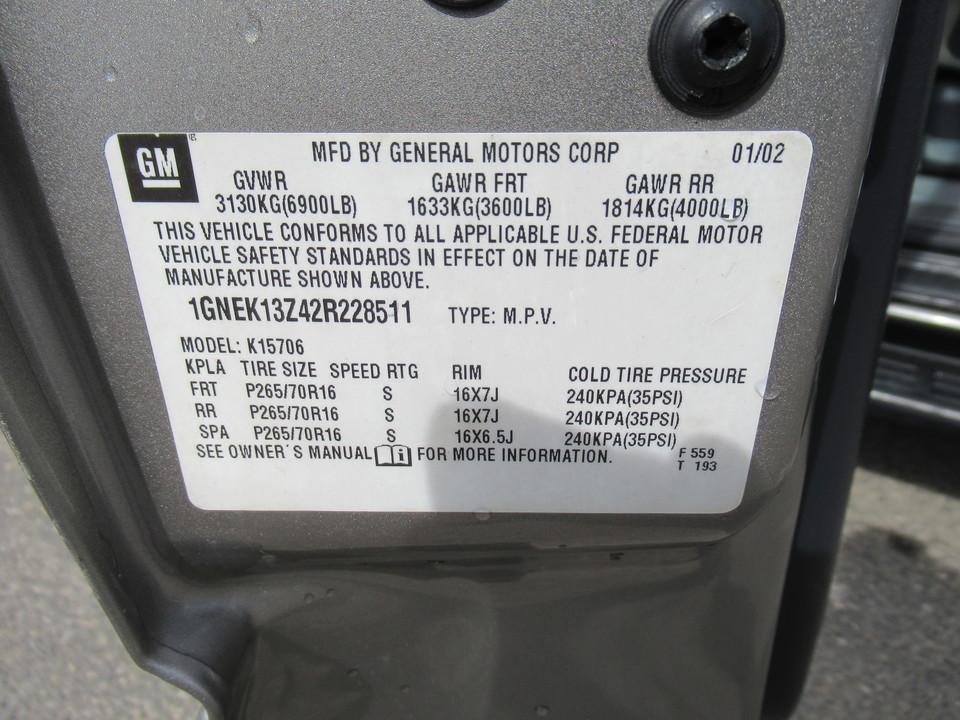 GM
MFD BY GENERAL MOTORS CORP 01/02
GVWR GAWR FRT GAWR RR
3130KG(6900LB) 1633KG(3600LB) 1814KG(4000LB)
THIS VEHICLE CONFORMS TO ALL APPLICABLE U.S. FEDERAL MOTOR
VEHICLE SAFETY STANDARDS IN EFFECT ON THE DATE OF
MANUFACTURE SHOWN ABOVE.
1GNEK13Z42R228511 TYPE: M.P.V.
MODEL: K15706
KPLA TIRE SIZE SPEED RTG RIM COLD TIRE PRESSURE
FRT P265/70R16 S 16X7J 240KPA(35PSI)
RR P265/70R16 S 16X7J 240KPA(35PSI)
SPA P265/70R16 S 16X6.5J 240KPA(35PSI)
SEE OWNER'S MANUAL i FOR MORE INFORMATION. F 559
T 193